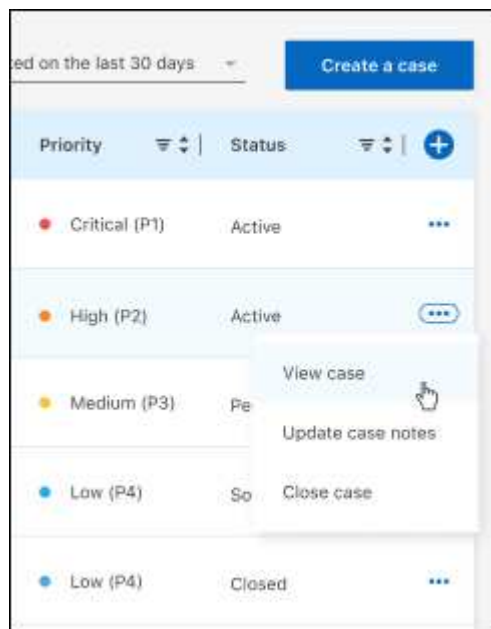 ed on the last 30 days
Create a case
Priority Status
Critical (P1) Active
High (P2) Active
View case
Medium (P3) Pe
Update case notes
Low (P4) So
Close case
Low (P4) Closed